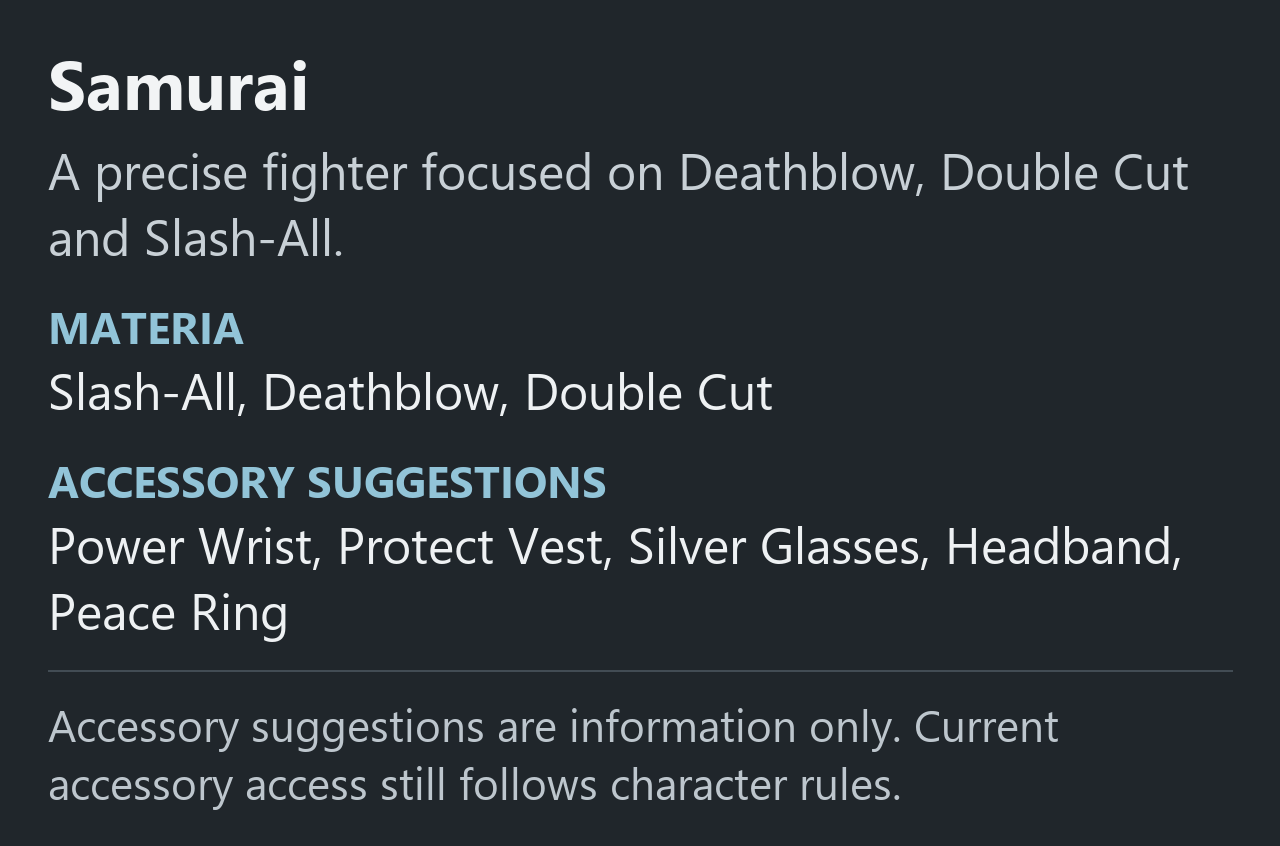 Samurai
A precise fighter focused on Deathblow, Double Cut
and Slash-All.
MATERIA
Slash-All, Deathblow, Double Cut
ACCESSORY SUGGESTIONS
Power Wrist, Protect Vest, Silver Glasses, Headband,
Peace Ring
Accessory suggestions are information only. Current
accessory access still follows character rules.